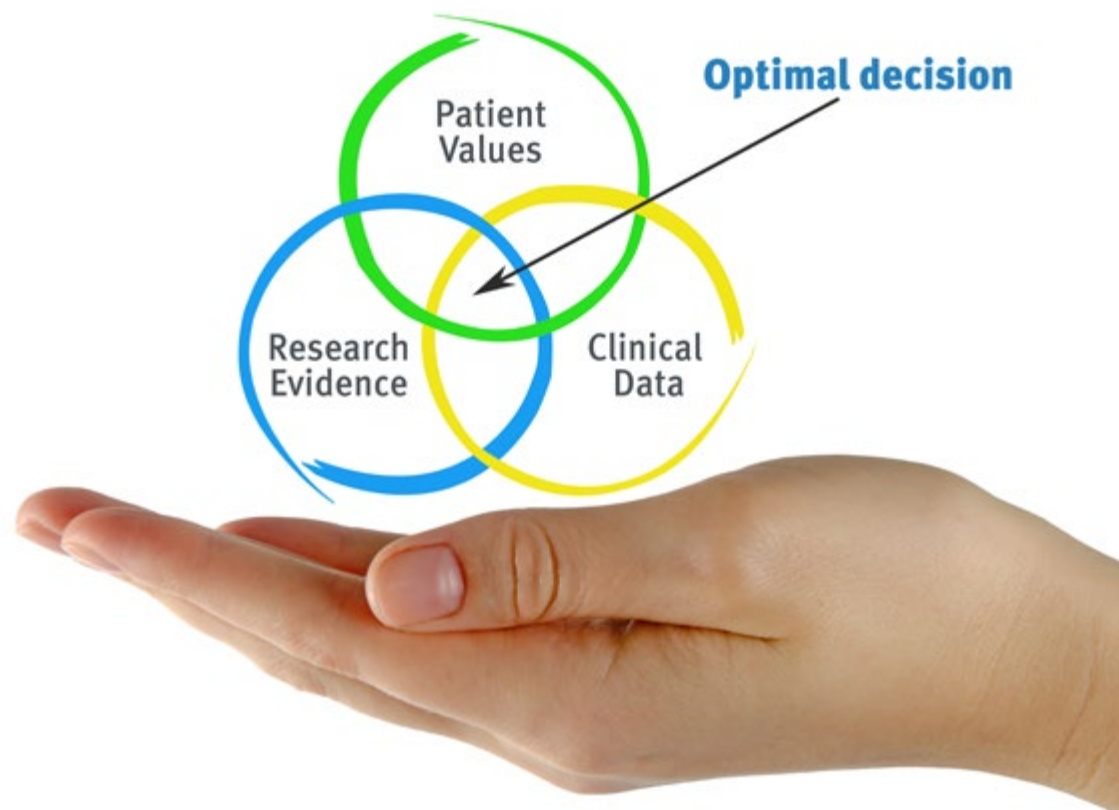 Optimal decision
Patient
Values
Research
Evidence
Clinical
Data